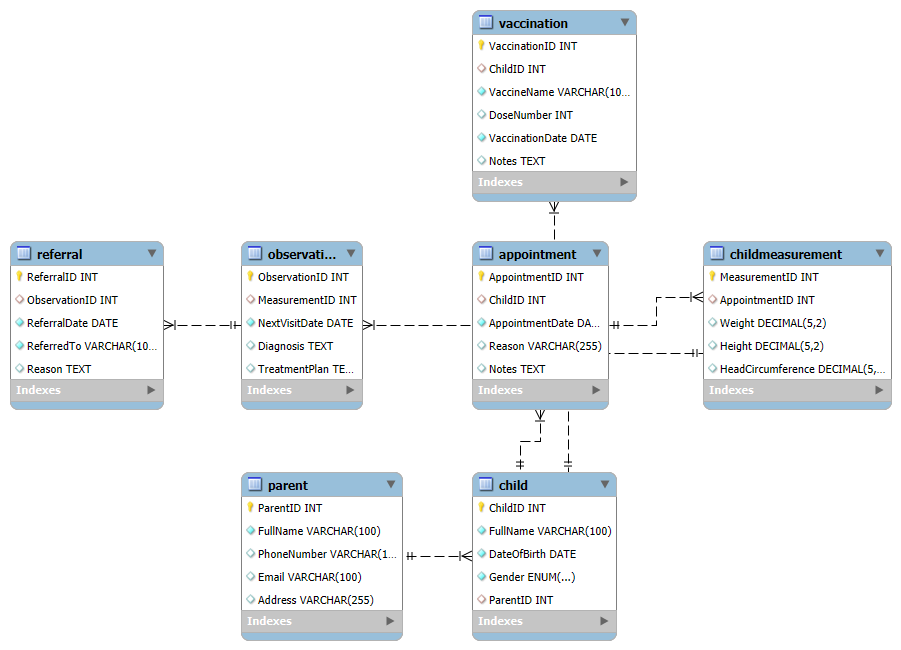 vaccination
VaccinationID INT
ChildID INT
VaccineName VARCHAR(10...
DoseNumber INT
VaccinationDate DATE
Notes TEXT
Indexes
referral
ReferralID INT
ObservationID INT
ReferralDate DATE
ReferredTo VARCHAR(10...
Reason TEXT
Indexes
observati...
ObservationID INT
MeasurementID INT
NextVisitDate DATE
Diagnosis TEXT
TreatmentPlan TE...
Indexes
appointment
AppointmentID INT
ChildID INT
AppointmentDate DA...
Reason VARCHAR(255)
Notes TEXT
Indexes
childmeasurement
MeasurementID INT
AppointmentID INT
Weight DECIMAL(5,2)
Height DECIMAL(5,2)
HeadCircumference DECIMAL(5,...
Indexes
parent
ParentID INT
FullName VARCHAR(100)
PhoneNumber VARCHAR(1...
Email VARCHAR(100)
Address VARCHAR(255)
Indexes
child
ChildID INT
FullName VARCHAR(100)
DateOfBirth DATE
Gender ENUM(...)
ParentID INT
Indexes